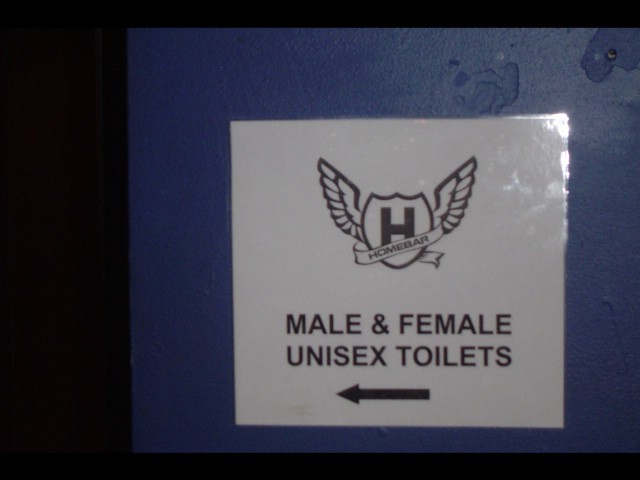 H
HOMEBAR
MALE & FEMALE
UNISEX TOILETS